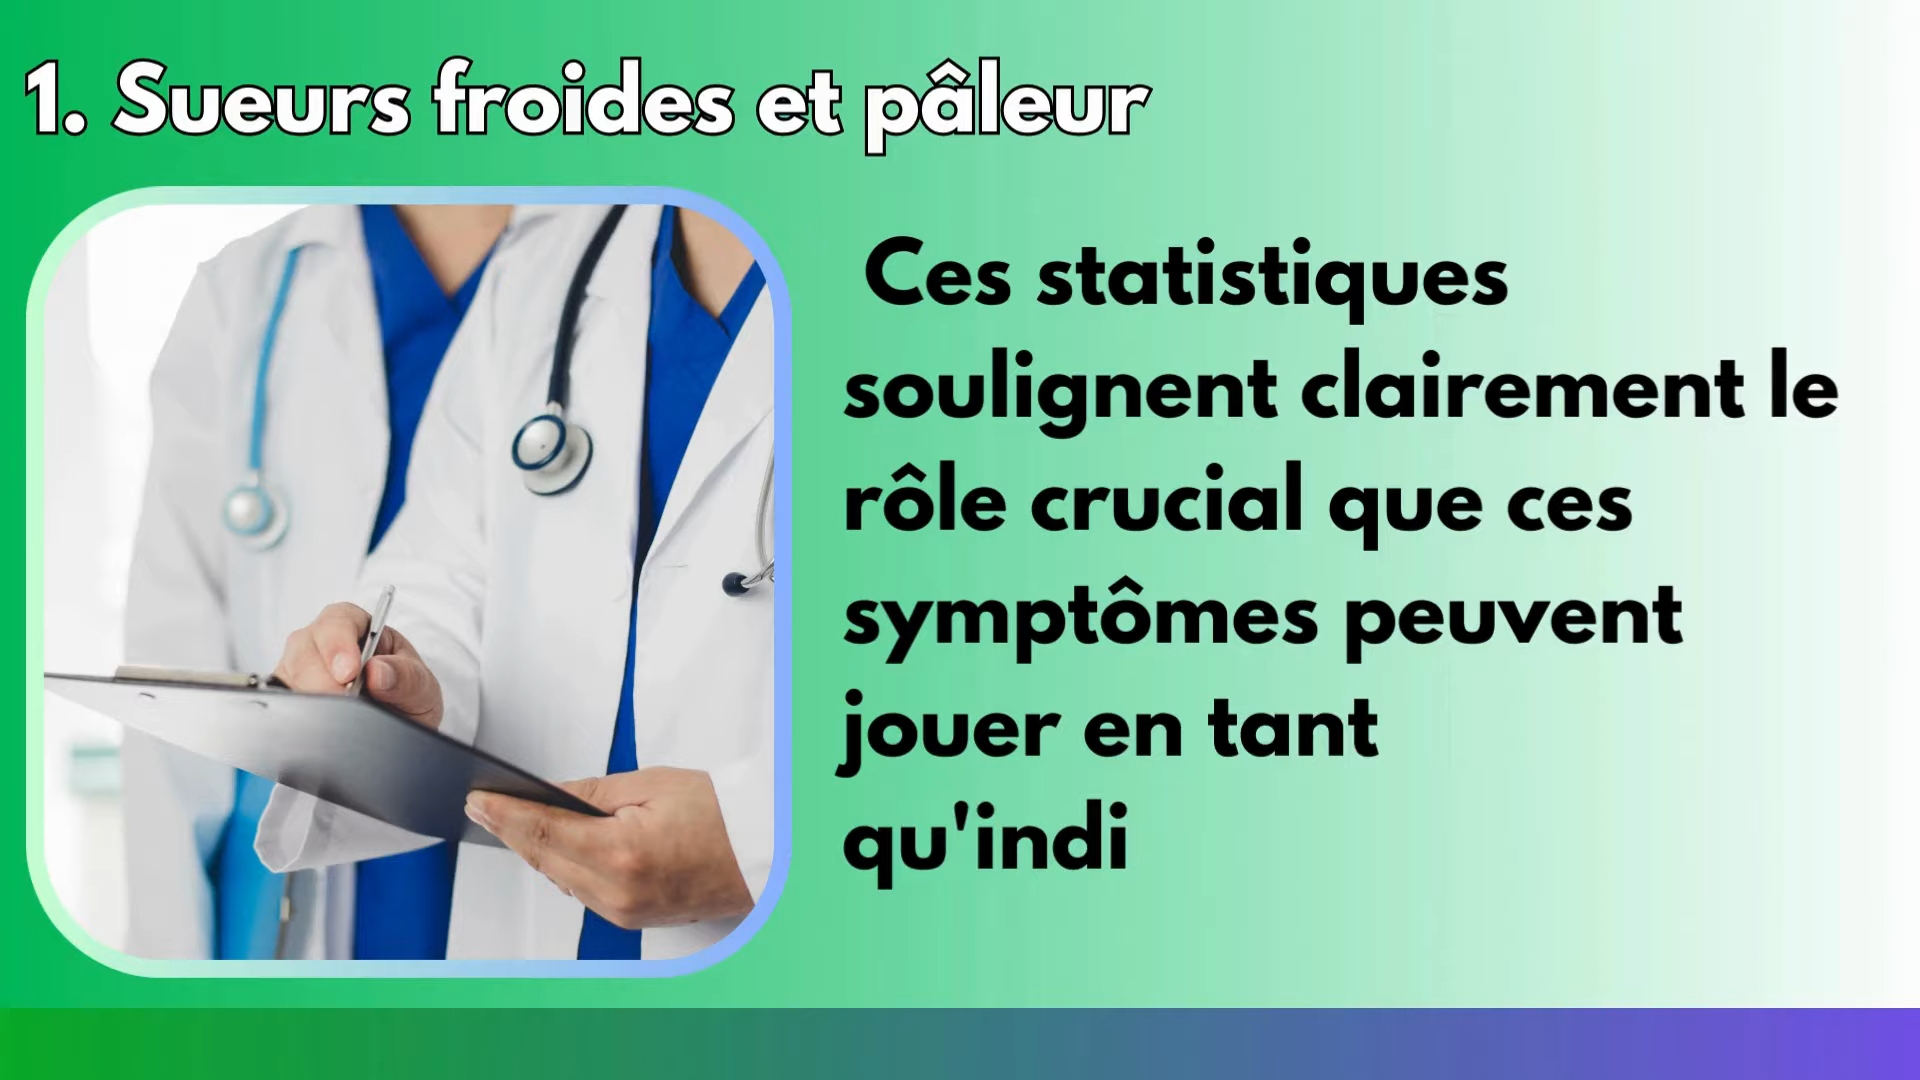 1. Sueurs froides et pâleur
Ces statistiques
soulignent clairement le
rôle crucial que ces
symptômes peuvent
jouer en tant
qu'indi